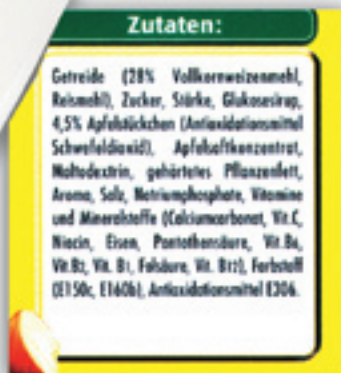 Zutaten:
Getreide (28% Vollkornweizenmehl,
Reismehl), Zucker, Stärke, Glukosesirup,
4,5% Apfelstückchen (Antioxidationsmittel
Schwefeldioxid), Apfelsaftkonzentrat,
Maltodextrin, gehärtetes Pflanzenfett,
Aroma, Salz, Natriumphosphate, Vitamine
und Mineralstoffe (Calciumcarbonat, Vit.C,
Niacin, Eisen, Pantothensäure, Vit.B6,
Vit.B2, Vit. B1, Folsäure, Vit. B12), Farbstoff
(E150c, E160b), Antioxidationsmittel E306.